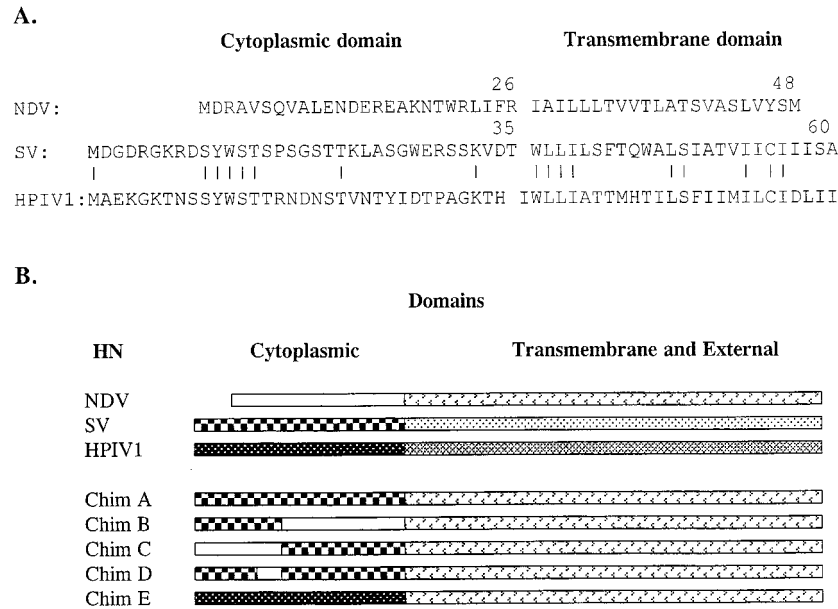 A.
Cytoplasmic domain Transmembrane domain
26 48
NDV: MDRAVSQVALENDEREAKNTWRLIFR IAILLLTVVTLATSVASLVYSM
35 60
SV: MDGDRGKRDSYWSTSPSGSTTKLASGWERSSKVDT WLLILSFTQWALSIATVIICIIISA
HPIV1:MAEKGKTNSSYWSTTRNDNSTVNTYIDTPAGKTH IWLLIATTMHTILSFIIMILCIDLII
B.
Domains
HN Cytoplasmic Transmembrane and External
NDV
SV
HPIV1
Chim A
Chim B
Chim C
Chim D
Chim E